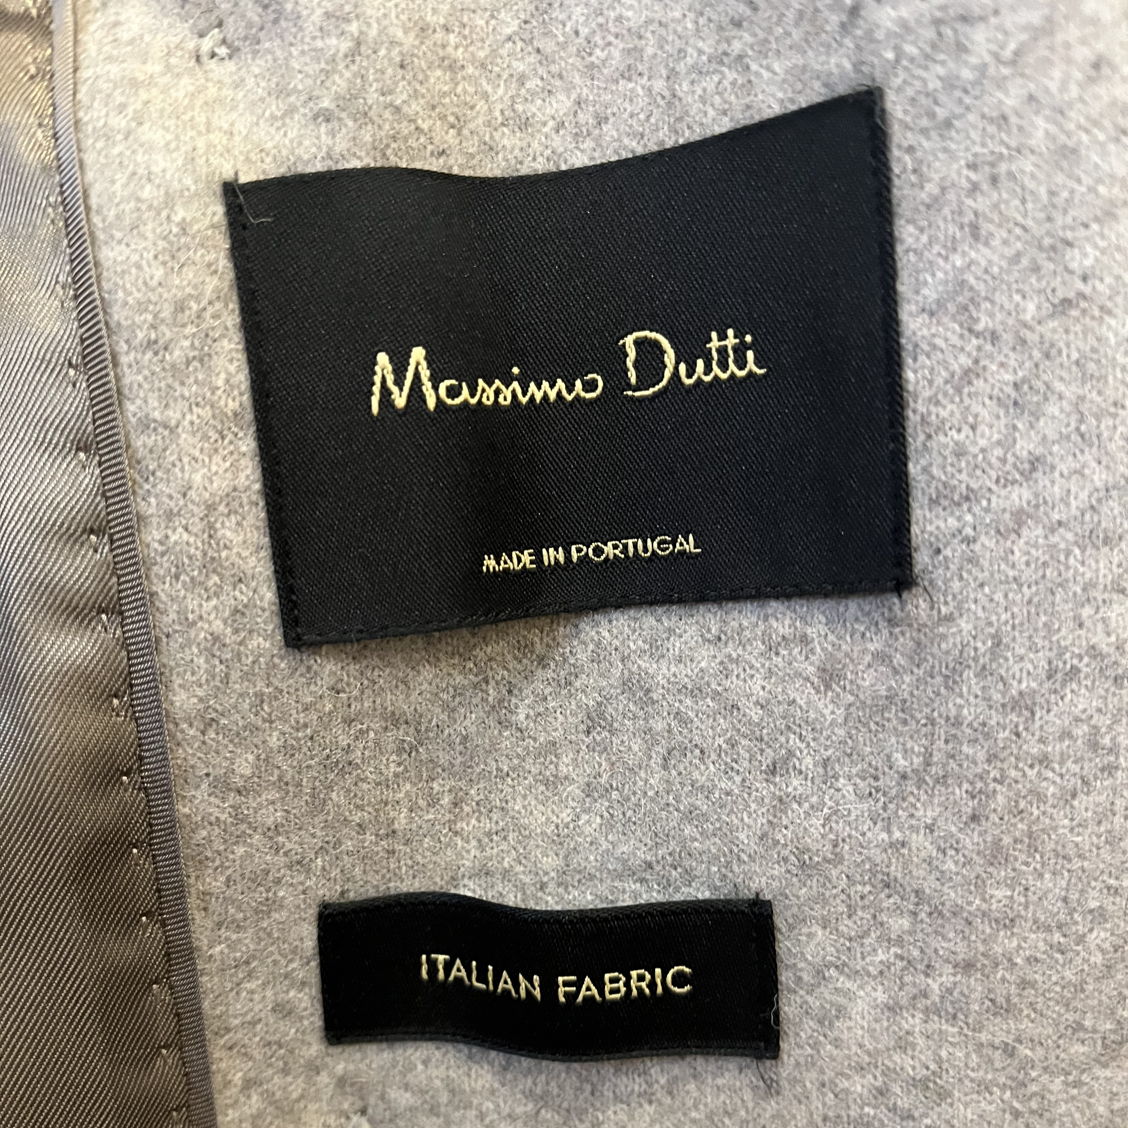 Massimo Dutti
MADE IN PORTUGAL
ITALIAN FABRIC